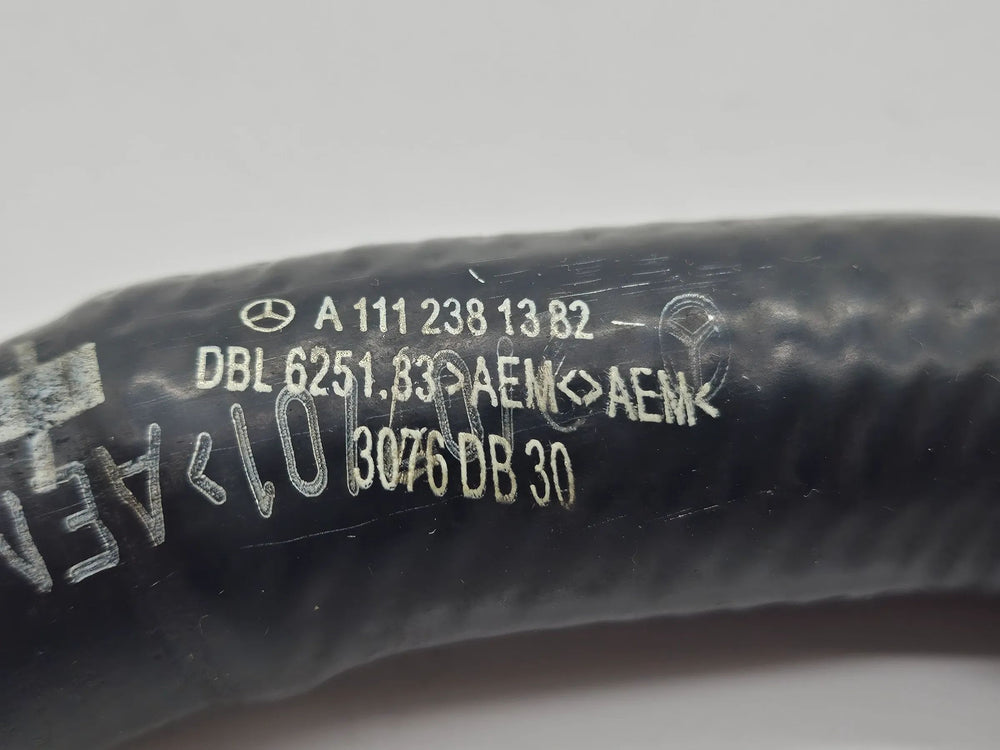 A 111 238 13 82 –
DBL 6251.83>AEM<>AEM<
3076 DB 30